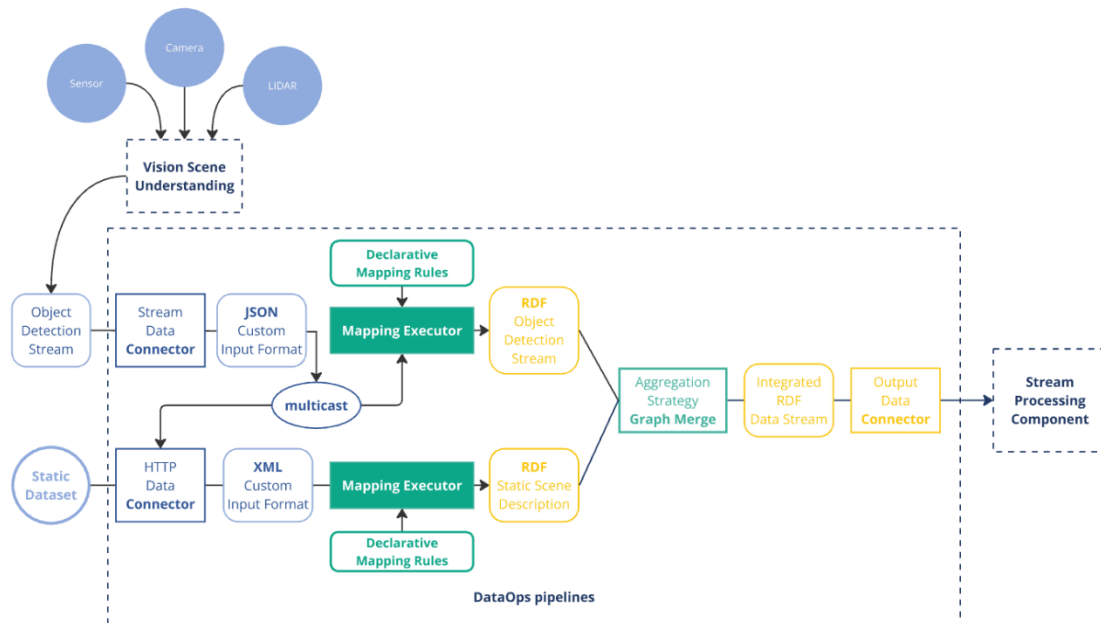 Camera
Sensor
LIDAR
Vision Scene
Understanding
Declarative
Mapping Rules
Object
Detection
Stream
Stream
Data
Connector
JSON
Custom
Input Format
Mapping Executor
RDF
Object
Detection
Stream
multicast
Aggregation
Strategy
Graph Merge
Integrated
RDF
Data Stream
Output
Data
Connector
Stream
Processing
Component
Static
Dataset
HTTP
Data
Connector
XML
Custom
Input Format
Mapping Executor
RDF
Static Scene
Description
Declarative
Mapping Rules
DataOps pipelines